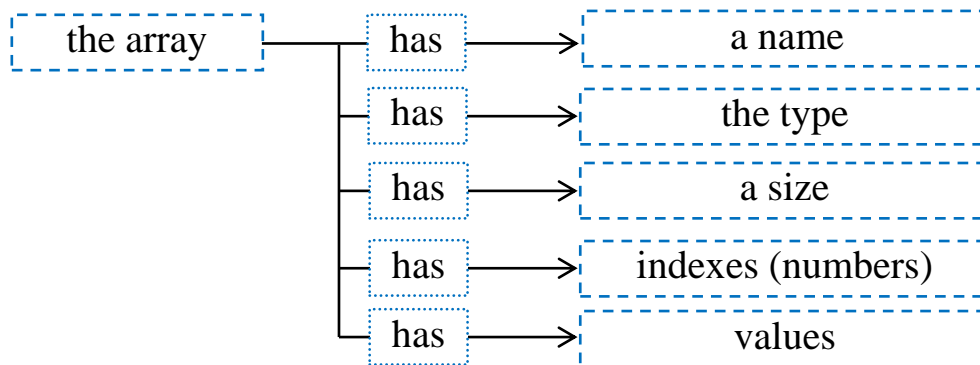 the array has a name
has the type
has a size
has indexes (numbers)
has values